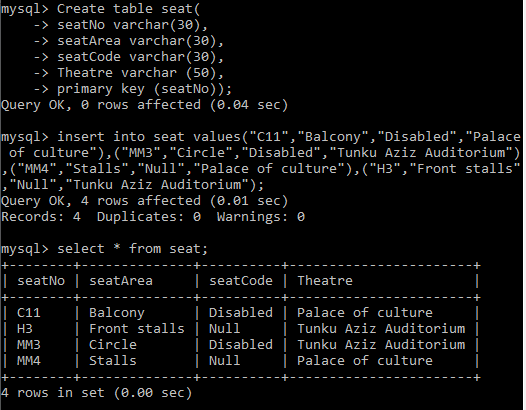 mysql> Create table seat(
    -> seatNo varchar(30),
    -> seatArea varchar(30),
    -> seatCode varchar(30),
    -> Theatre varchar (50),
    -> primary key (seatNo));
Query OK, 0 rows affected (0.04 sec)

mysql> insert into seat values("C11","Balcony","Disabled","Palace
 of culture"),("MM3","Circle","Disabled","Tunku Aziz Auditorium")
,("MM4","Stalls","Null","Palace of culture"),("H3","Front stalls"
,"Null","Tunku Aziz Auditorium");
Query OK, 4 rows affected (0.01 sec)
Records: 4  Duplicates: 0  Warnings: 0

mysql> select * from seat;
+--------+--------------+----------+-----------------------+
| seatNo | seatArea     | seatCode | Theatre               |
+--------+--------------+----------+-----------------------+
| C11    | Balcony      | Disabled | Palace of culture     |
| H3     | Front stalls | Null     | Tunku Aziz Auditorium |
| MM3    | Circle       | Disabled | Tunku Aziz Auditorium |
| MM4    | Stalls       | Null     | Palace of culture     |
+--------+--------------+----------+-----------------------+
4 rows in set (0.00 sec)